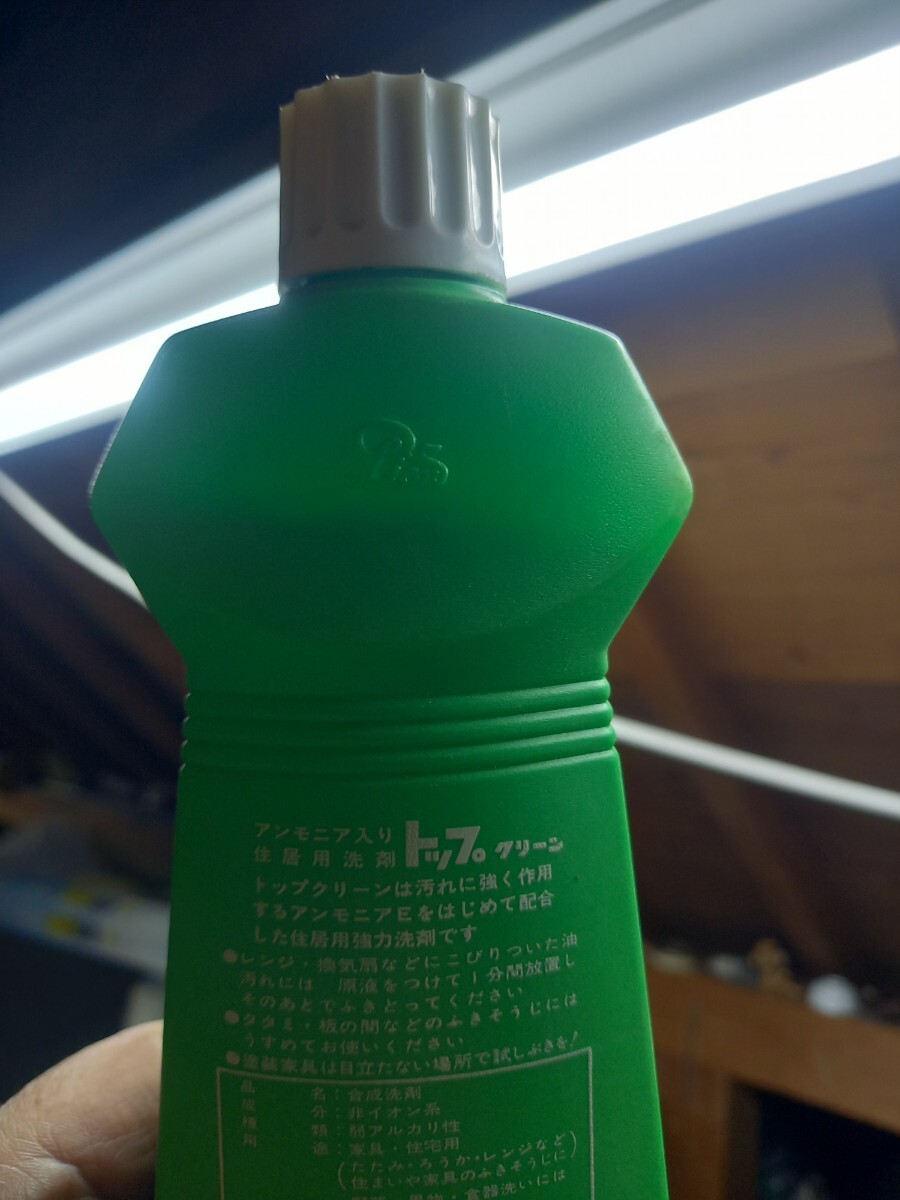 アンモニア入り
住居用洗剤 トップ クリーン
トップクリーンは汚れに強く作用
するアンモニアEをはじめて配合
した住居用強力洗剤です
●レンジ・換気扇などにこびりついた油
汚れには 原液をつけて1分間放置し
そのあとでふきとってください
●タタミ・板の間などのふきそうじには
うすめてお使いください
●塗装家具は目立たない場所で試しぶきを!
品名:合成洗剤
成分:非イオン系
種類:弱アルカリ性
用途:家具・住宅用
(たたみ・ろうか・レンジなど
住まいや家具のふきそうじに)
食器洗いには